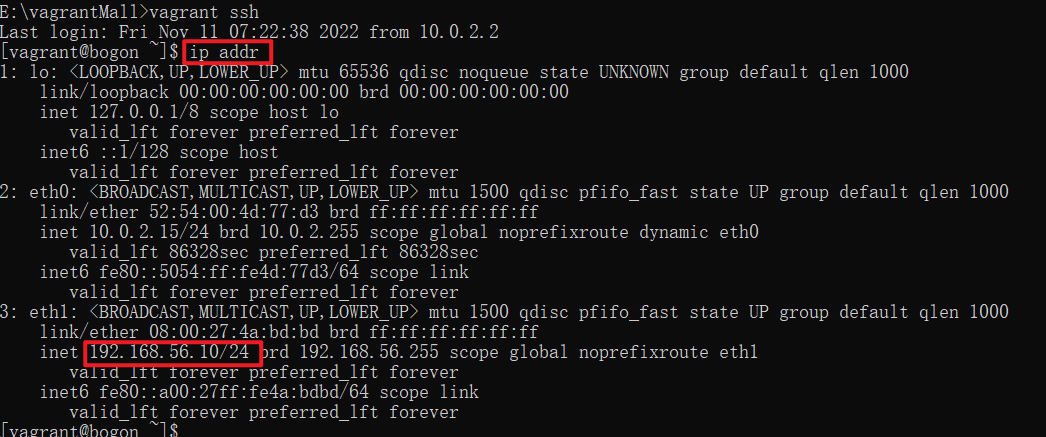 E:\vagrantMall>vagrant ssh
Last login: Fri Nov 11 07:22:38 2022 from 10.0.2.2
[vagrant@bogon ~]$ ip addr
1: lo: <LOOPBACK,UP,LOWER_UP> mtu 65536 qdisc noqueue state UNKNOWN group default qlen 1000
    link/loopback 00:00:00:00:00:00 brd 00:00:00:00:00:00
    inet 127.0.0.1/8 scope host lo
       valid_lft forever preferred_lft forever
    inet6 ::1/128 scope host
       valid_lft forever preferred_lft forever
2: eth0: <BROADCAST,MULTICAST,UP,LOWER_UP> mtu 1500 qdisc pfifo_fast state UP group default qlen 1000
    link/ether 52:54:00:4d:77:d3 brd ff:ff:ff:ff:ff:ff
    inet 10.0.2.15/24 brd 10.0.2.255 scope global noprefixroute dynamic eth0
       valid_lft 86328sec preferred_lft 86328sec
    inet6 fe80::5054:ff:fe4d:77d3/64 scope link
       valid_lft forever preferred_lft forever
3: eth1: <BROADCAST,MULTICAST,UP,LOWER_UP> mtu 1500 qdisc pfifo_fast state UP group default qlen 1000
    link/ether 08:00:27:4a:bd:bd brd ff:ff:ff:ff:ff:ff
    inet 192.168.56.10/24 brd 192.168.56.255 scope global noprefixroute eth1
       valid_lft forever preferred_lft forever
    inet6 fe80::a00:27ff:fe4a:bdbd/64 scope link
       valid_lft forever preferred_lft forever
[vagrant@bogon ~]$